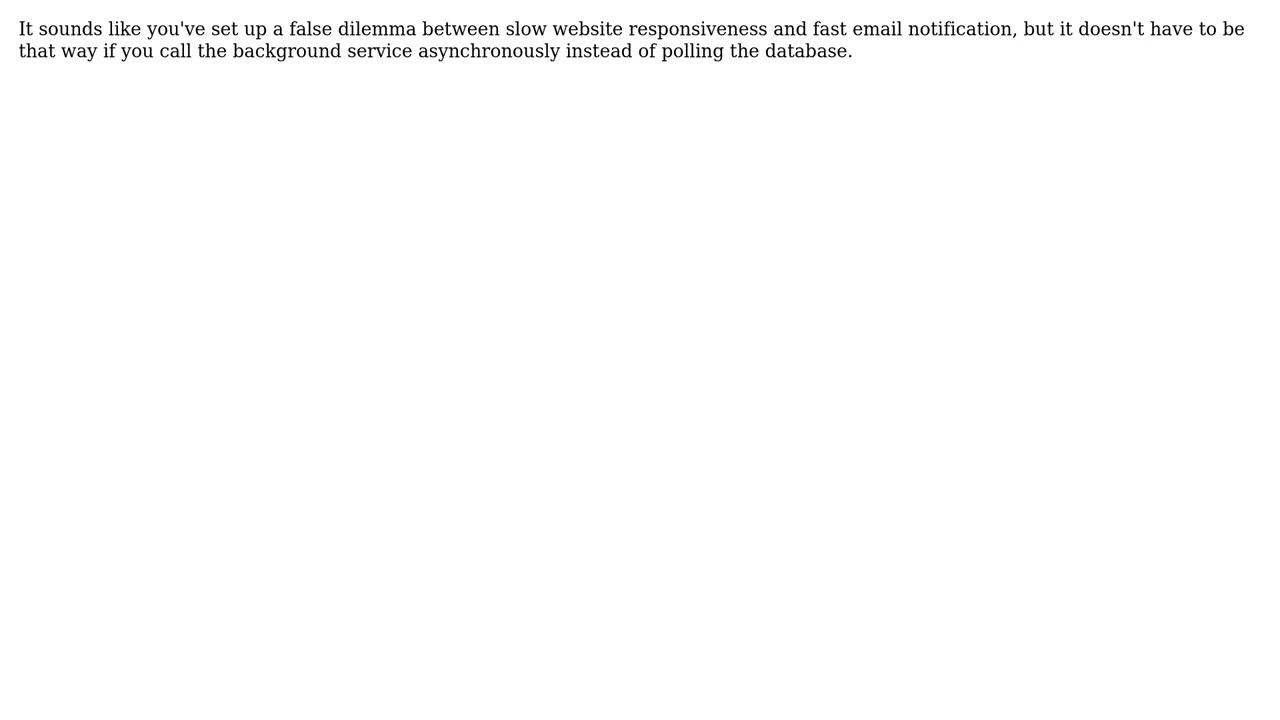 It sounds like you've set up a false dilemma between slow website responsiveness and fast email notification, but it doesn't have to be
that way if you call the background service asynchronously instead of polling the database.